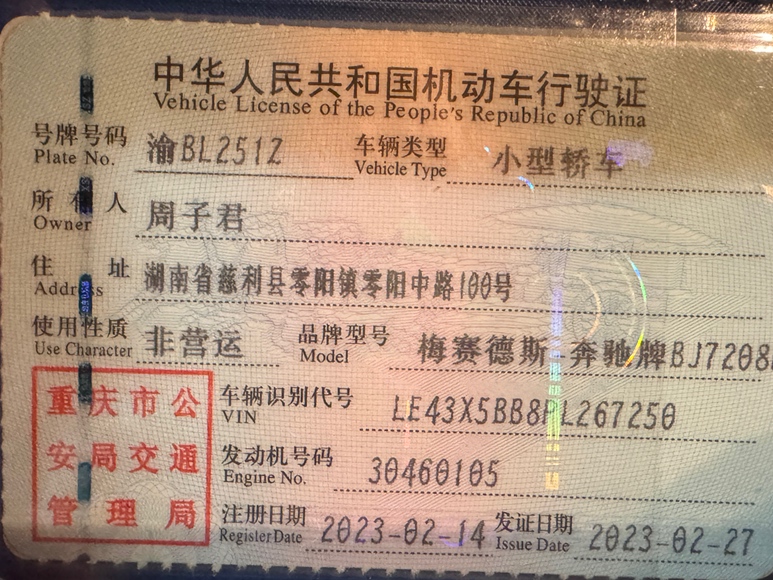 中华人民共和国机动车行驶证
Vehicle License of the People's Republic of China
号牌号码 渝BL251Z 车辆类型 小型轿车
Plate No. Vehicle Type
所有人 周子君
Owner
住址 湖南省慈利县零阳镇零阳中路100号
Address
使用性质 非营运 品牌型号 梅赛德斯-奔驰牌BJ7208
Use Character Model
重庆市公 车辆识别代号 LE43X5BB8PL267250
VIN
安局交通 发动机号码 30460105
Engine No.
管理局 注册日期 2023-02-14 发证日期 2023-02-27
Register Date Issue Date